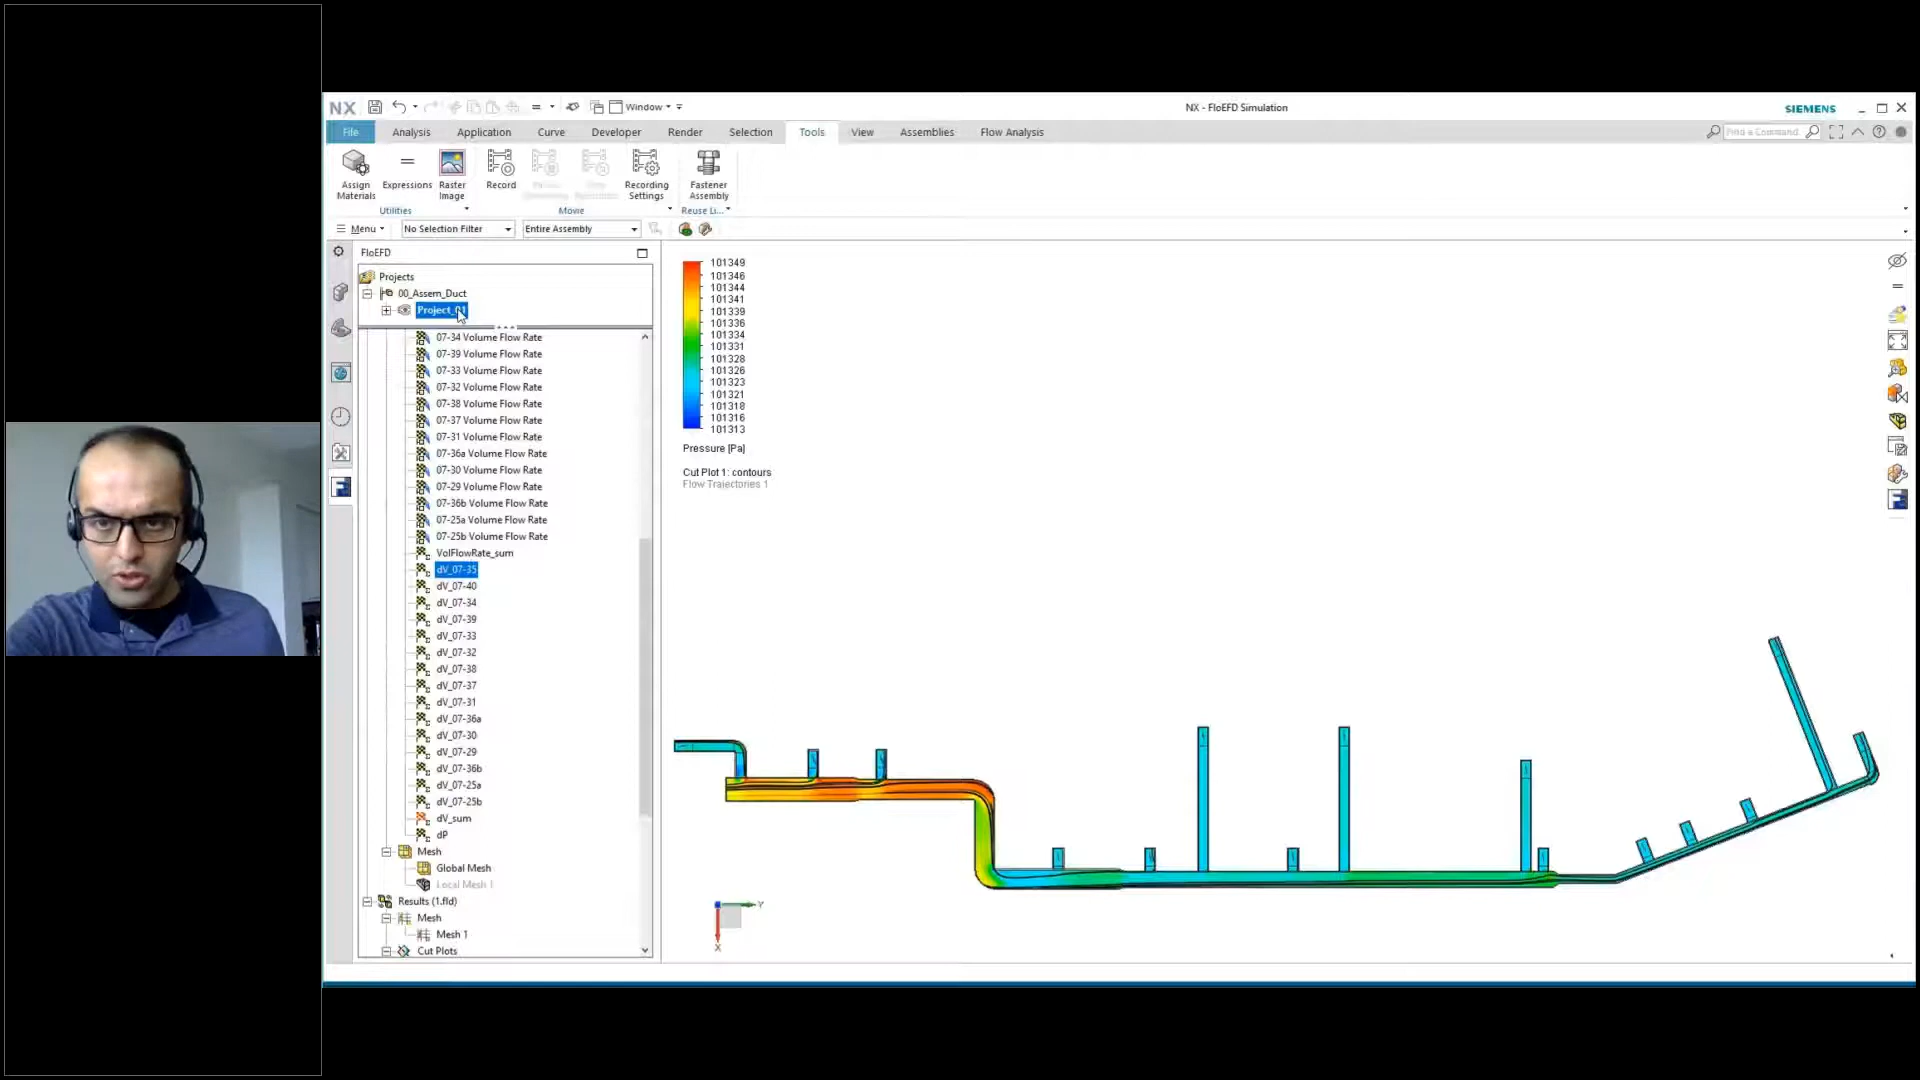 NX
Window
NX - FloEFD Simulation
SIEMENS
File
Analysis
Application
Curve
Developer
Render
Selection
Tools
View
Assemblies
Flow Analysis
Find a Command
Assign Materials
Expressions
Raster Image
Record
Recording Settings
Fastener Assembly
Utilities
Movie
Reuse Li...
Menu
No Selection Filter
Entire Assembly
FloEFD
Projects
00_Assem_Duct
Project_01
07-34 Volume Flow Rate
07-39 Volume Flow Rate
07-33 Volume Flow Rate
07-32 Volume Flow Rate
07-38 Volume Flow Rate
07-37 Volume Flow Rate
07-31 Volume Flow Rate
07-36a Volume Flow Rate
07-30 Volume Flow Rate
07-29 Volume Flow Rate
07-36b Volume Flow Rate
07-25a Volume Flow Rate
07-25b Volume Flow Rate
VolFlowRate_sum
dV_07-35
dV_07-40
dV_07-34
dV_07-39
dV_07-33
dV_07-32
dV_07-38
dV_07-37
dV_07-31
dV_07-36a
dV_07-30
dV_07-29
dV_07-36b
dV_07-25a
dV_07-25b
dV_sum
dP
Mesh
Global Mesh
Local Mesh 1
Results (1.fld)
Mesh
Mesh 1
Cut Plots
101349
101346
101344
101341
101339
101336
101334
101331
101328
101326
101323
101321
101318
101316
101313
Pressure [Pa]
Cut Plot 1: contours
Flow Trajectories 1
Y
X